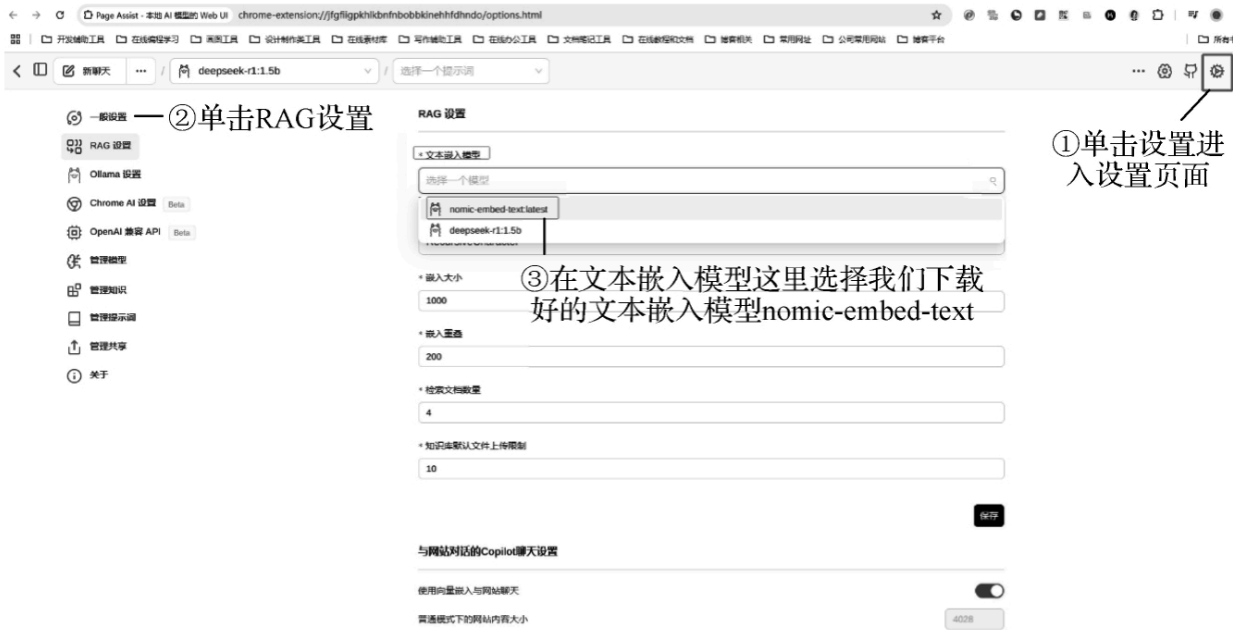 Page Assist - 本地 AI 模型的 Web UI chrome-extension://jfgfiigpkhlkbnfnbobbkinehhfdhndo/options.html
开发辅助工具 在线编程学习 画图工具 设计制作类工具 在线素材库 写作辅助工具 在线办公工具 文档笔记工具 在线教程和文档 博客相关 常用网址 公司常用网站 博客平台 所有
新聊天 ... / deepseek-r1:1.5b / 选择一个提示词 ...
①单击设置进
入设置页面
一般设置
②单击RAG设置
RAG 设置
Ollama 设置
Chrome AI 设置 Beta
OpenAI 兼容 API Beta
管理模型
管理知识
管理提示词
管理共享
关于
RAG 设置
* 文本嵌入模型
选择一个模型
nomic-embed-text:latest
deepseek-r1:1.5b
RecursiveCharacter
③在文本嵌入模型这里选择我们下载
好的文本嵌入模型nomic-embed-text
* 嵌入大小
1000
* 嵌入重叠
200
* 检索文档数量
4
* 知识库默认文件上传限制
10
保存
与网站对话的Copilot聊天设置
使用向量嵌入与网站聊天
普通模式下的网站内容大小
4028